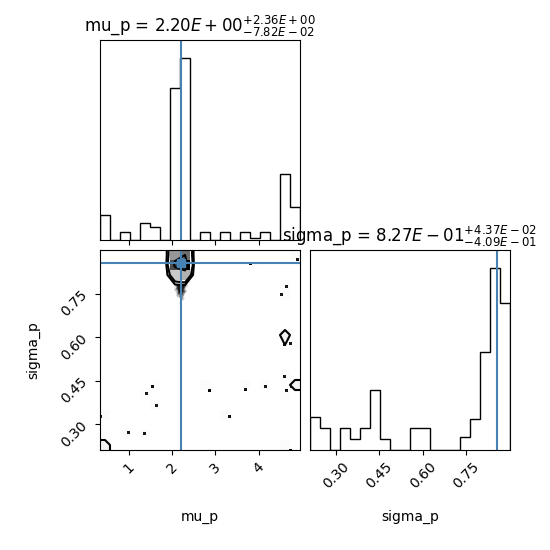 mu_p = 2.20E + 00+2.36E+00
−7.82E−02
sigma_p = 8.27E − 01+4.37E−02
−4.09E−01
sigma_p
0.75
0.60
0.45
0.30
1 2 3 4
0.30 0.45 0.60 0.75
mu_p
sigma_p